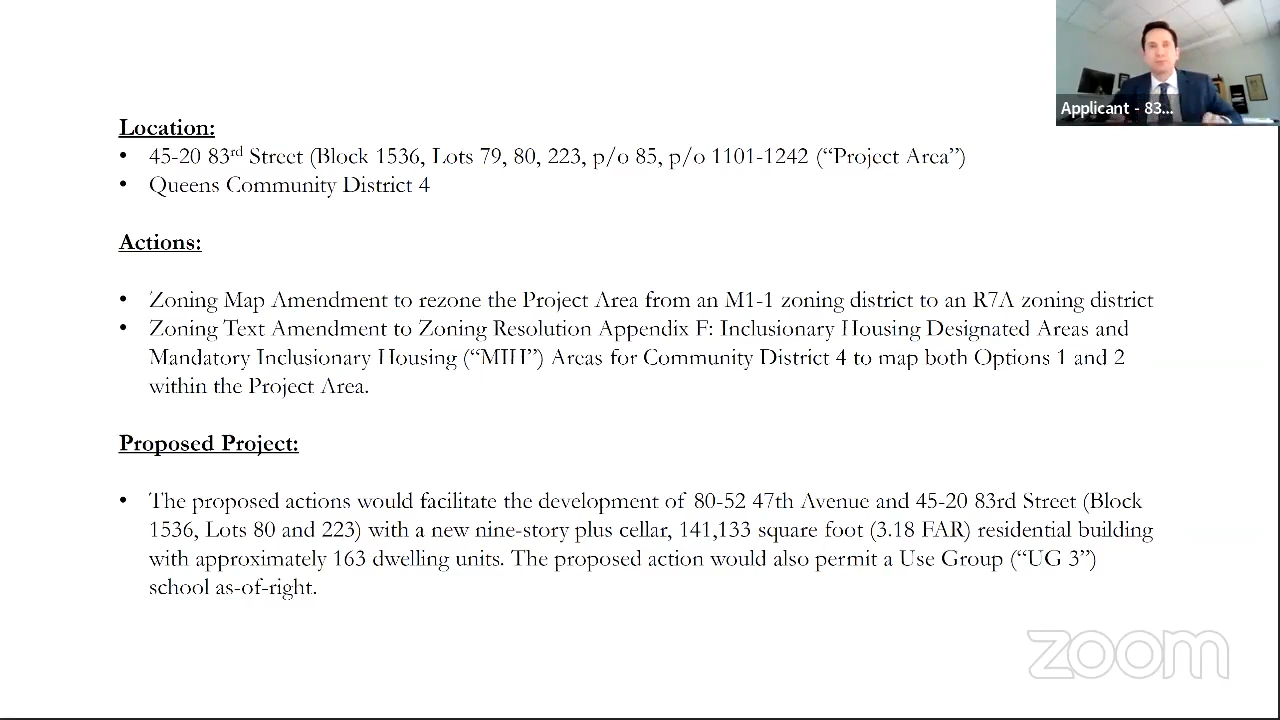 Applicant - 83...
Location:
• 45-20 83rd Street (Block 1536, Lots 79, 80, 223, p/o 85, p/o 1101-1242 (“Project Area”)
• Queens Community District 4
Actions:
• Zoning Map Amendment to rezone the Project Area from an M1-1 zoning district to an R7A zoning district
• Zoning Text Amendment to Zoning Resolution Appendix F: Inclusionary Housing Designated Areas and
Mandatory Inclusionary Housing (“MIH”) Areas for Community District 4 to map both Options 1 and 2
within the Project Area.
Proposed Project:
• The proposed actions would facilitate the development of 80-52 47th Avenue and 45-20 83rd Street (Block
1536, Lots 80 and 223) with a new nine-story plus cellar, 141,133 square foot (3.18 FAR) residential building
with approximately 163 dwelling units. The proposed action would also permit a Use Group (“UG 3”)
school as-of-right.
zoom